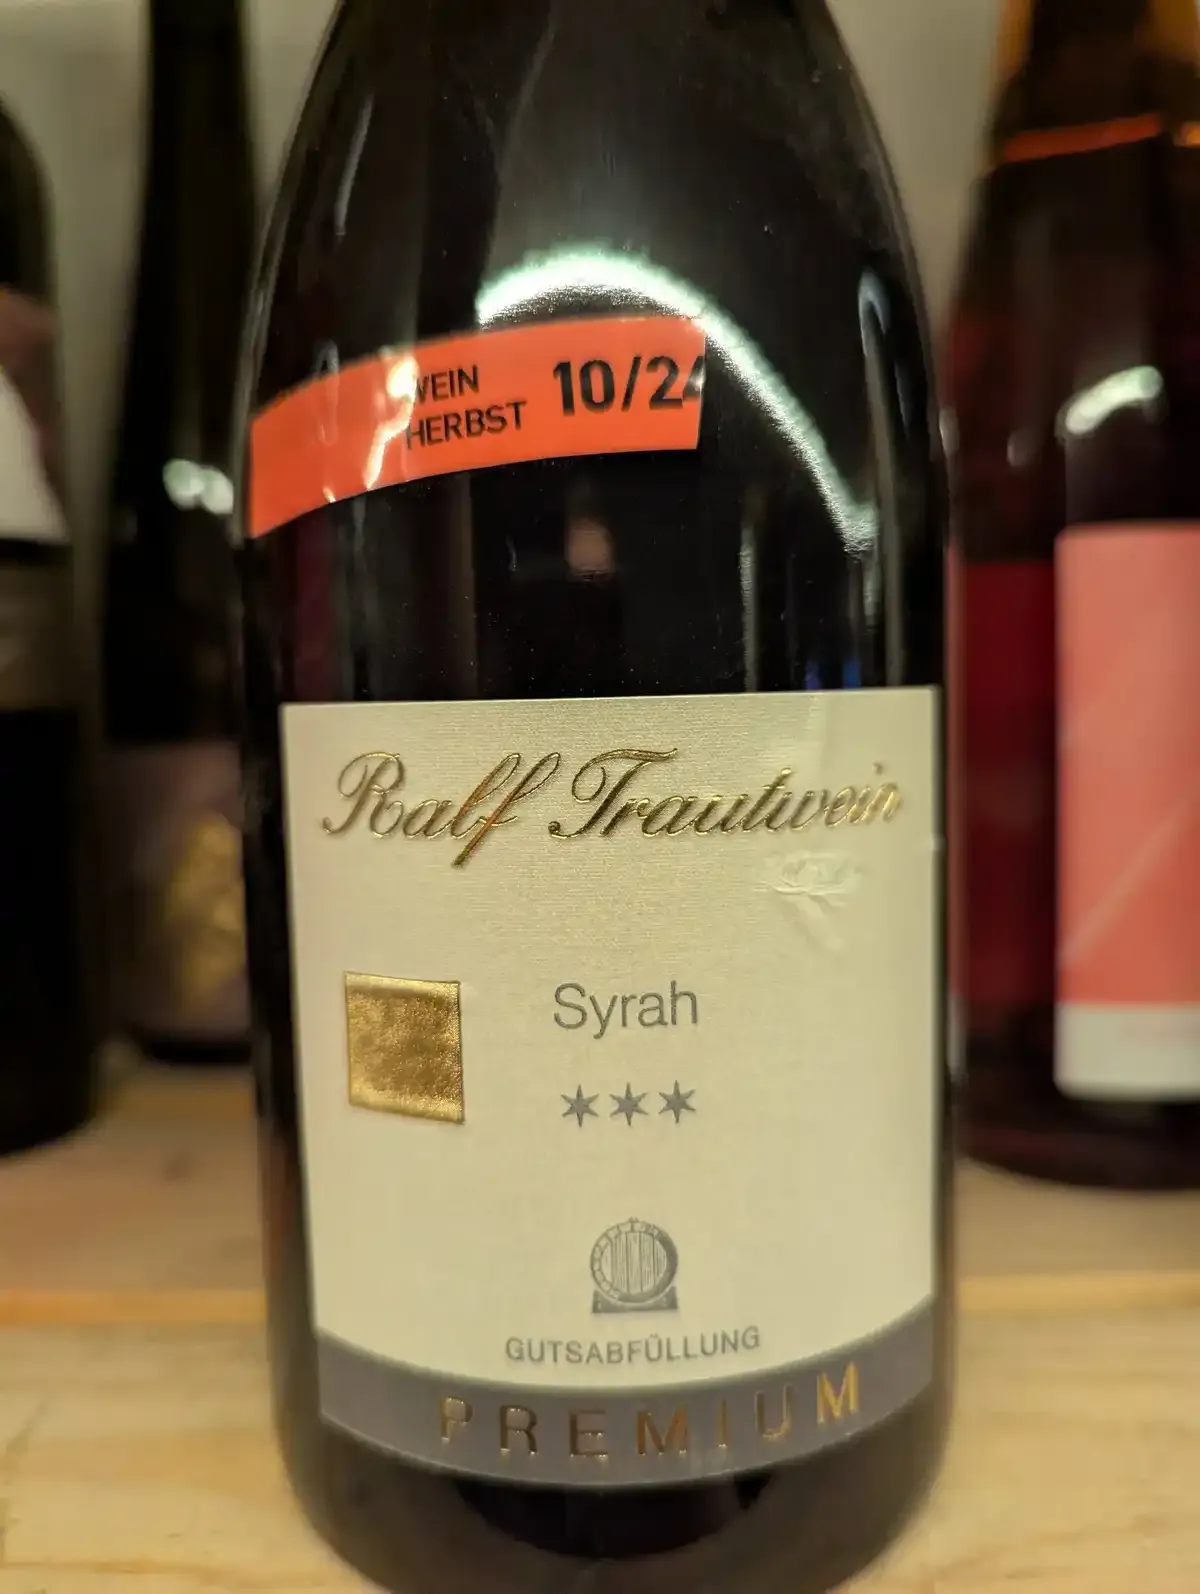 WEIN
HERBST 10/24
Ralf Trautwein
Syrah
✶✶✶
GUTSABFÜLLUNG
PREMIUM